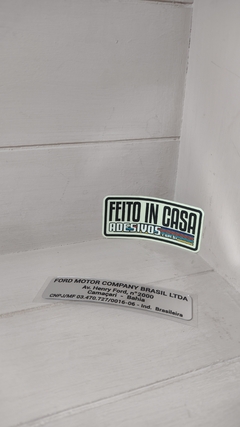 FEITO IN CASA
ADESIVOS
FORD MOTOR COMPANY BRASIL LTDA
Av. Henry Ford, n° 2000
Camaçari - Bahia
CNPJ/MF 03.470.727/0016-06 - Ind. Brasileira